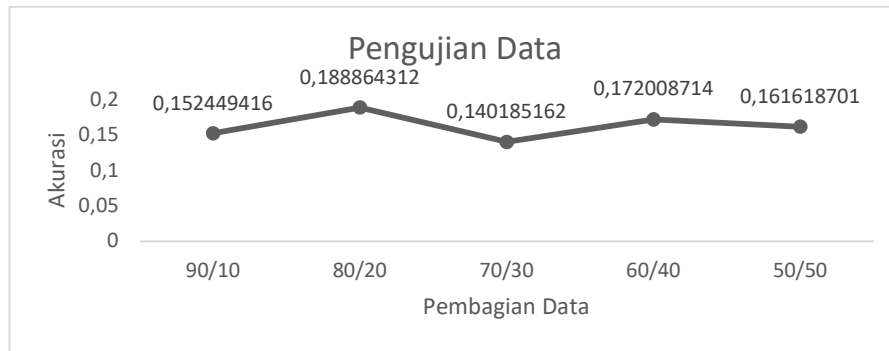 Pengujian Data
0,188864312
0,172008714
0,152449416
0,161618701
0,140185162
0,2
0,15
0,1
0,05
0
Akurasi
90/10 80/20 70/30 60/40 50/50
Pembagian Data